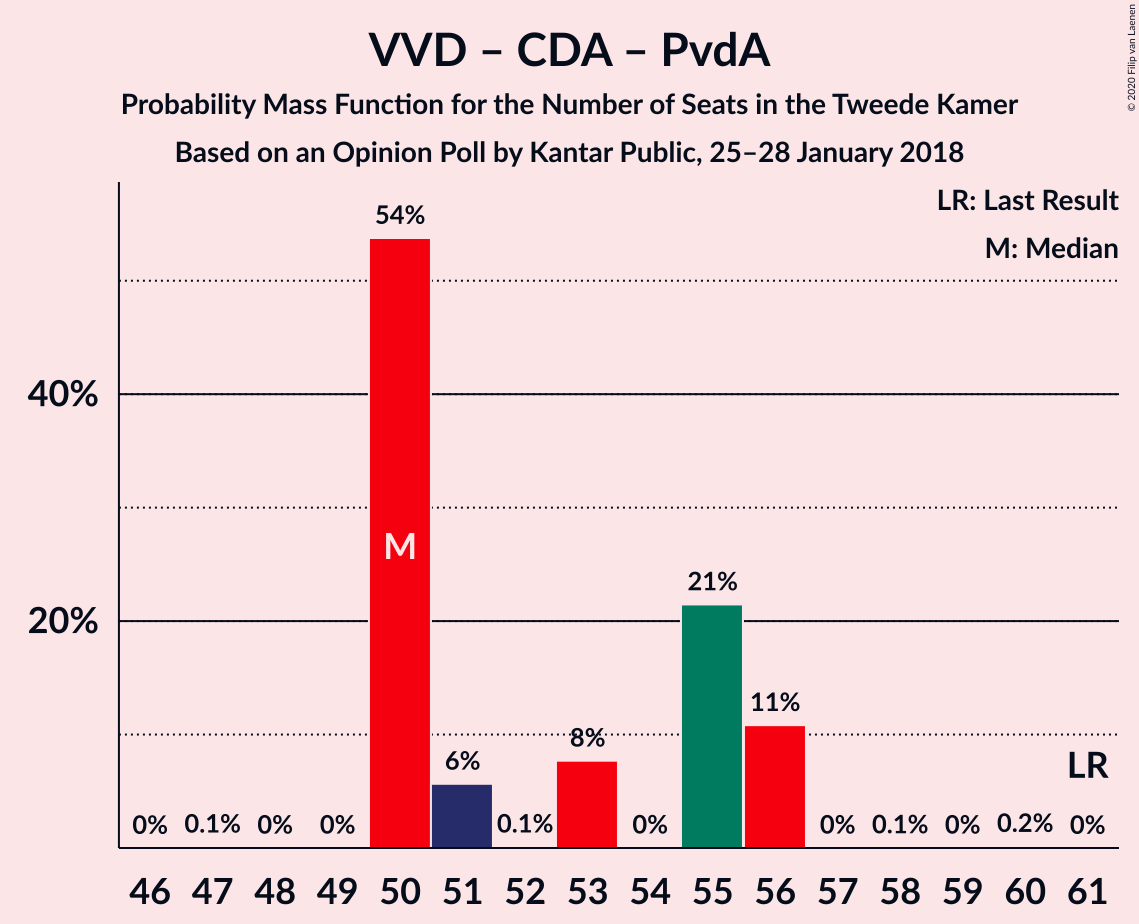 VVD – CDA – PvdA
Probability Mass Function for the Number of Seats in the Tweede Kamer
Based on an Opinion Poll by Kantar Public, 25–28 January 2018
© 2020 Filip van Laenen
LR: Last Result
M: Median
54%
40%
M
21%
20%
11%
8%
6%
LR
0% 0.1% 0% 0% 0.1% 0% 0% 0.1% 0% 0.2% 0%
46 47 48 49 50 51 52 53 54 55 56 57 58 59 60 61